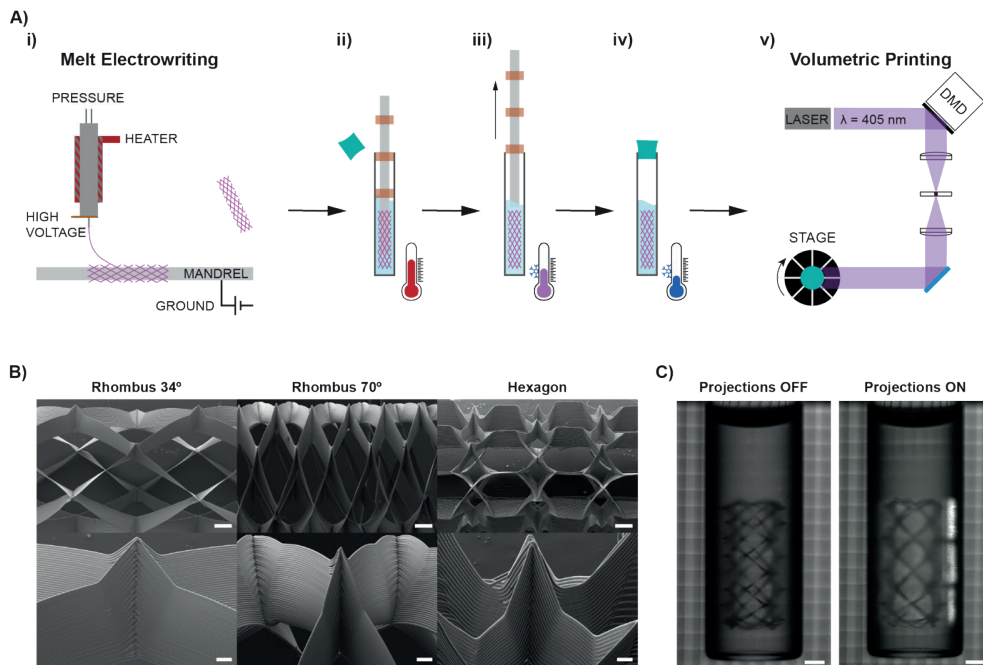 A)
i)
ii)
iii)
iv)
v)
Melt Electrowriting
Volumetric Printing
PRESSURE
HEATER
HIGH
VOLTAGE
MANDREL
GROUND
DMD
LASER
λ = 405 nm
STAGE
B)
Rhombus 34º
Rhombus 70º
Hexagon
C)
Projections OFF
Projections ON